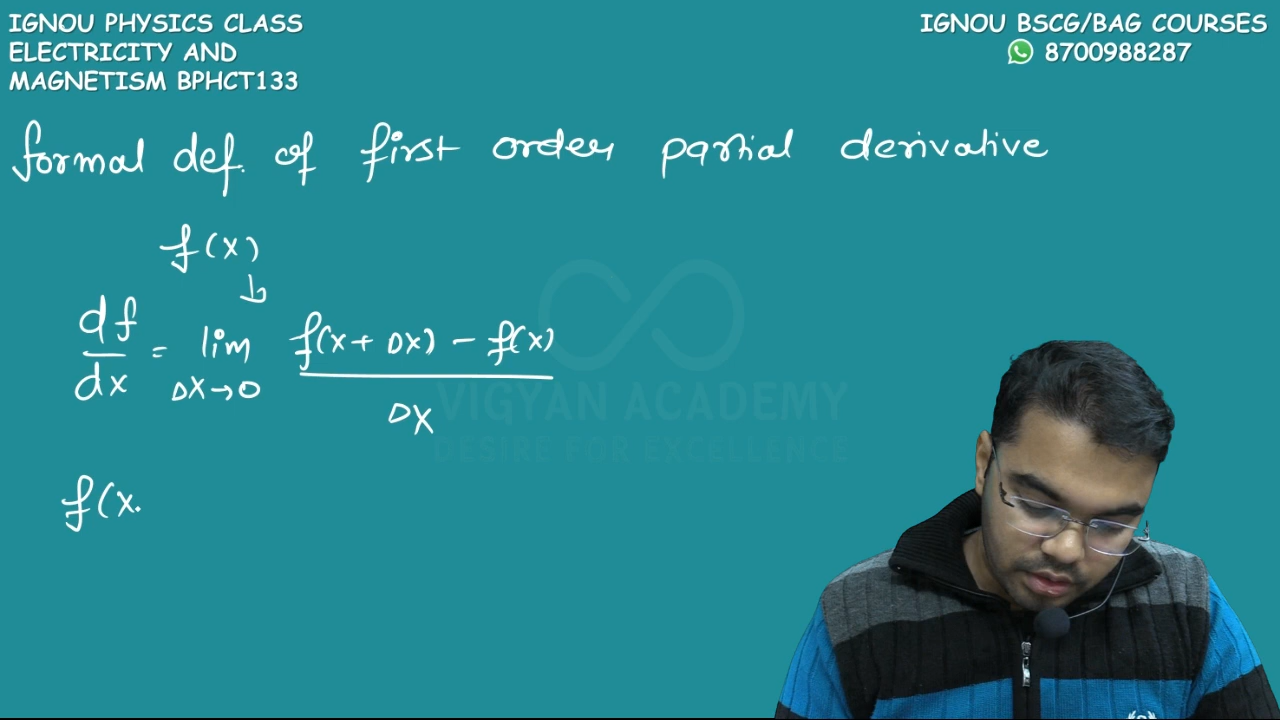 IGNOU PHYSICS CLASS
ELECTRICITY AND
MAGNETISM BPHCT133
IGNOU BSCG/BAG COURSES
8700988287
formal def. of first order partial derivative
f(x)
↓
df/dx = lim Δx→0 f(x + Δx) - f(x) / Δx
VIGYAN ACADEMY
DESIRE FOR EXCELLENCE
f(x.